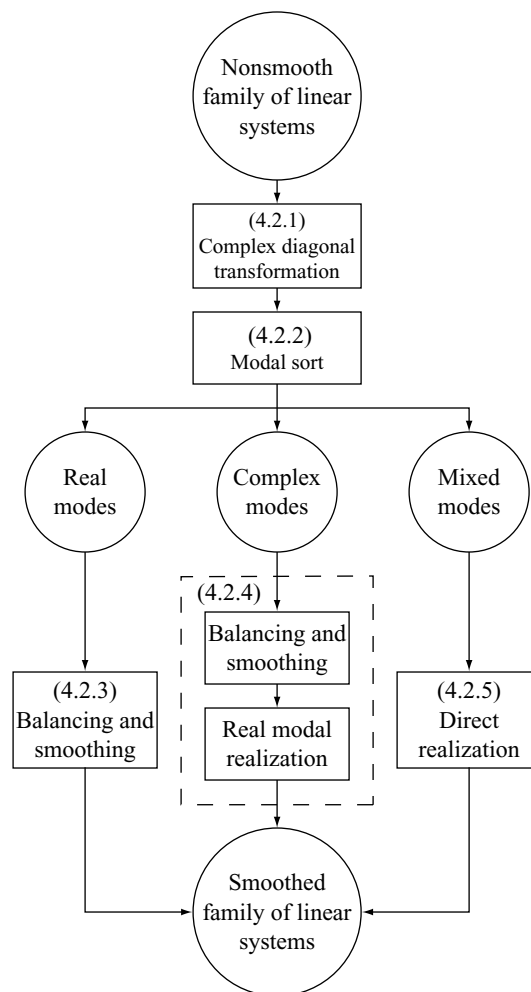 Nonsmooth
family of linear
systems
(4.2.1)
Complex diagonal
transformation
(4.2.2)
Modal sort
Real
modes
Complex
modes
Mixed
modes
(4.2.3)
Balancing and
smoothing
(4.2.4)
Balancing and
smoothing
Real modal
realization
(4.2.5)
Direct
realization
Smoothed
family of linear
systems